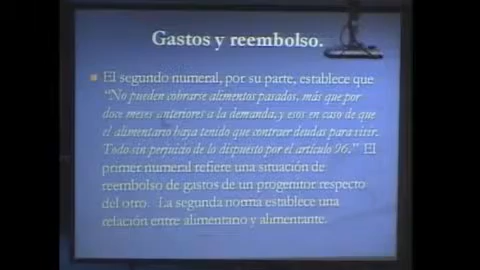 Gastos y reembolso.
El segundo numeral, por su parte, establece que
"No pueden cobrarse alimentos pasados, más que por
doce meses anteriores a la demanda, y esos en caso de que
el alimentario haya tenido que contraer deudas para vivir.
Todo sin perjuicio de lo dispuesto por el artículo 96." El
primer numeral refiere una situación de
reembolso de gastos de un progenitor respecto
del otro. La segunda norma establece una
relación entre alimentario y alimentante.